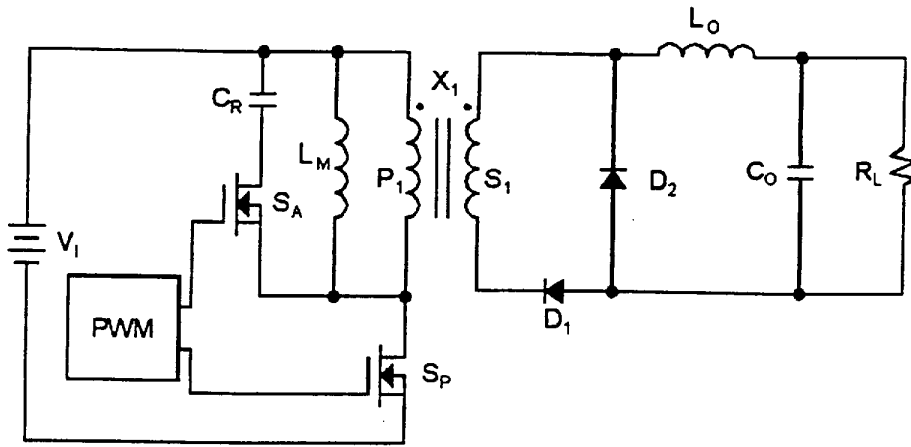 L_O
X_1
C_R
L_M
P_1
S_1
D_2
C_O
R_L
S_A
V_I
D_1
PWM
S_P